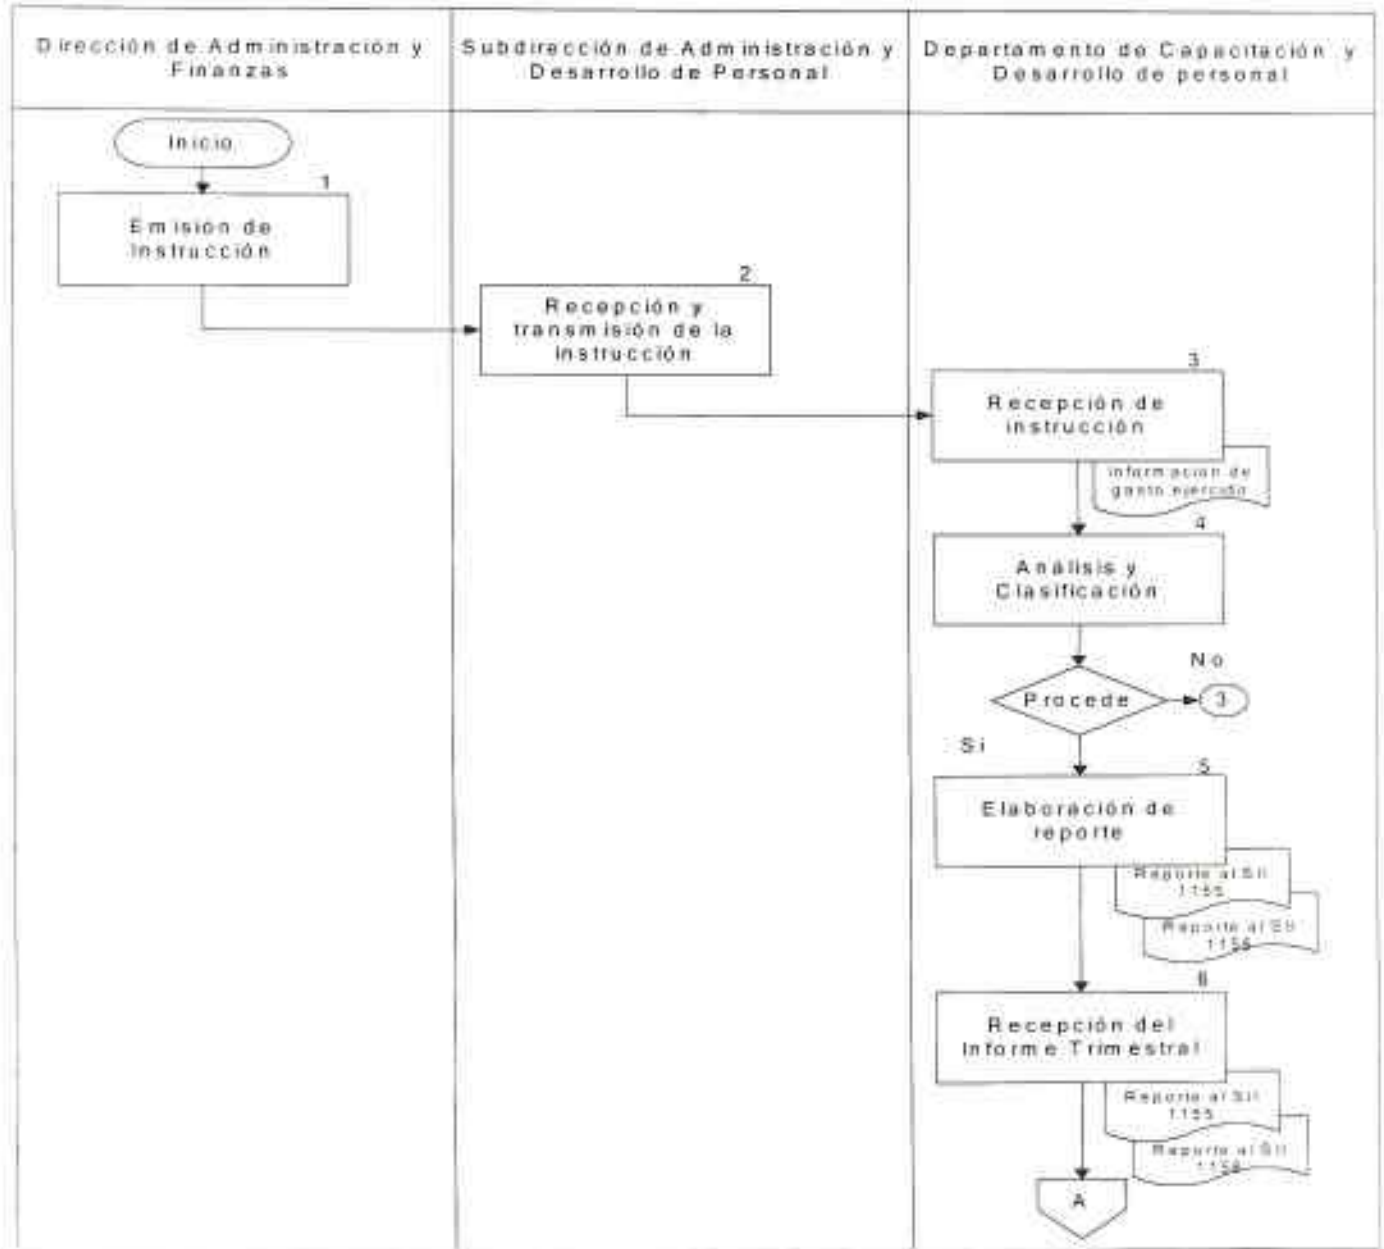 Dirección de Administración y
Finanzas
Subdirección de Administración y
Desarrollo de Personal
Departamento de Capacitación y
Desarrollo de personal
Inicio
1
Emisión de
Instrucción
2
Recepción y
transmisión de la
instrucción
3
Recepción de
instrucción
información de
gasto ejercido
4
Análisis y
Clasificación
No
Procede
3
Si
5
Elaboración de
reporte
Reporte al SII
1155
Reporte al SII
1156
6
Recepción del
Informe Trimestral
Reporte al SII
1155
Reporte al SII
1156
A